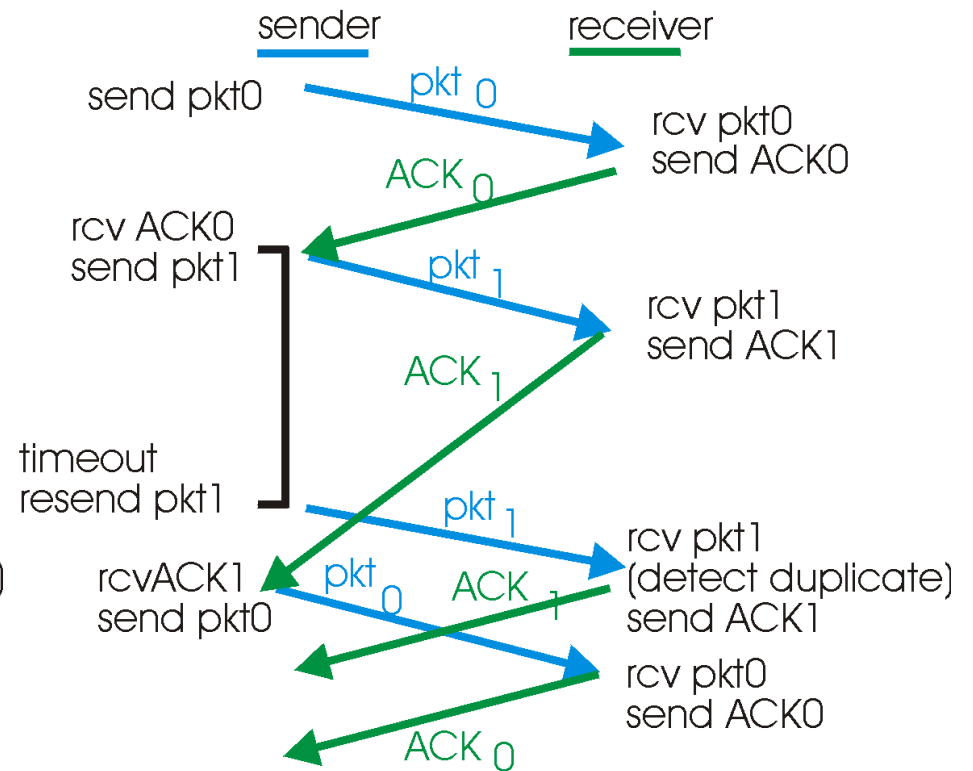 sender
receiver
send pkt0
pkt 0
rcv pkt0
send ACK0
ACK 0
rcv ACK0
send pkt1
pkt 1
rcv pkt1
send ACK1
ACK 1
timeout
resend pkt1
pkt 1
rcv pkt1
(detect duplicate)
send ACK1
rcvACK1
send pkt0
pkt 0
ACK 1
rcv pkt0
send ACK0
ACK 0
)